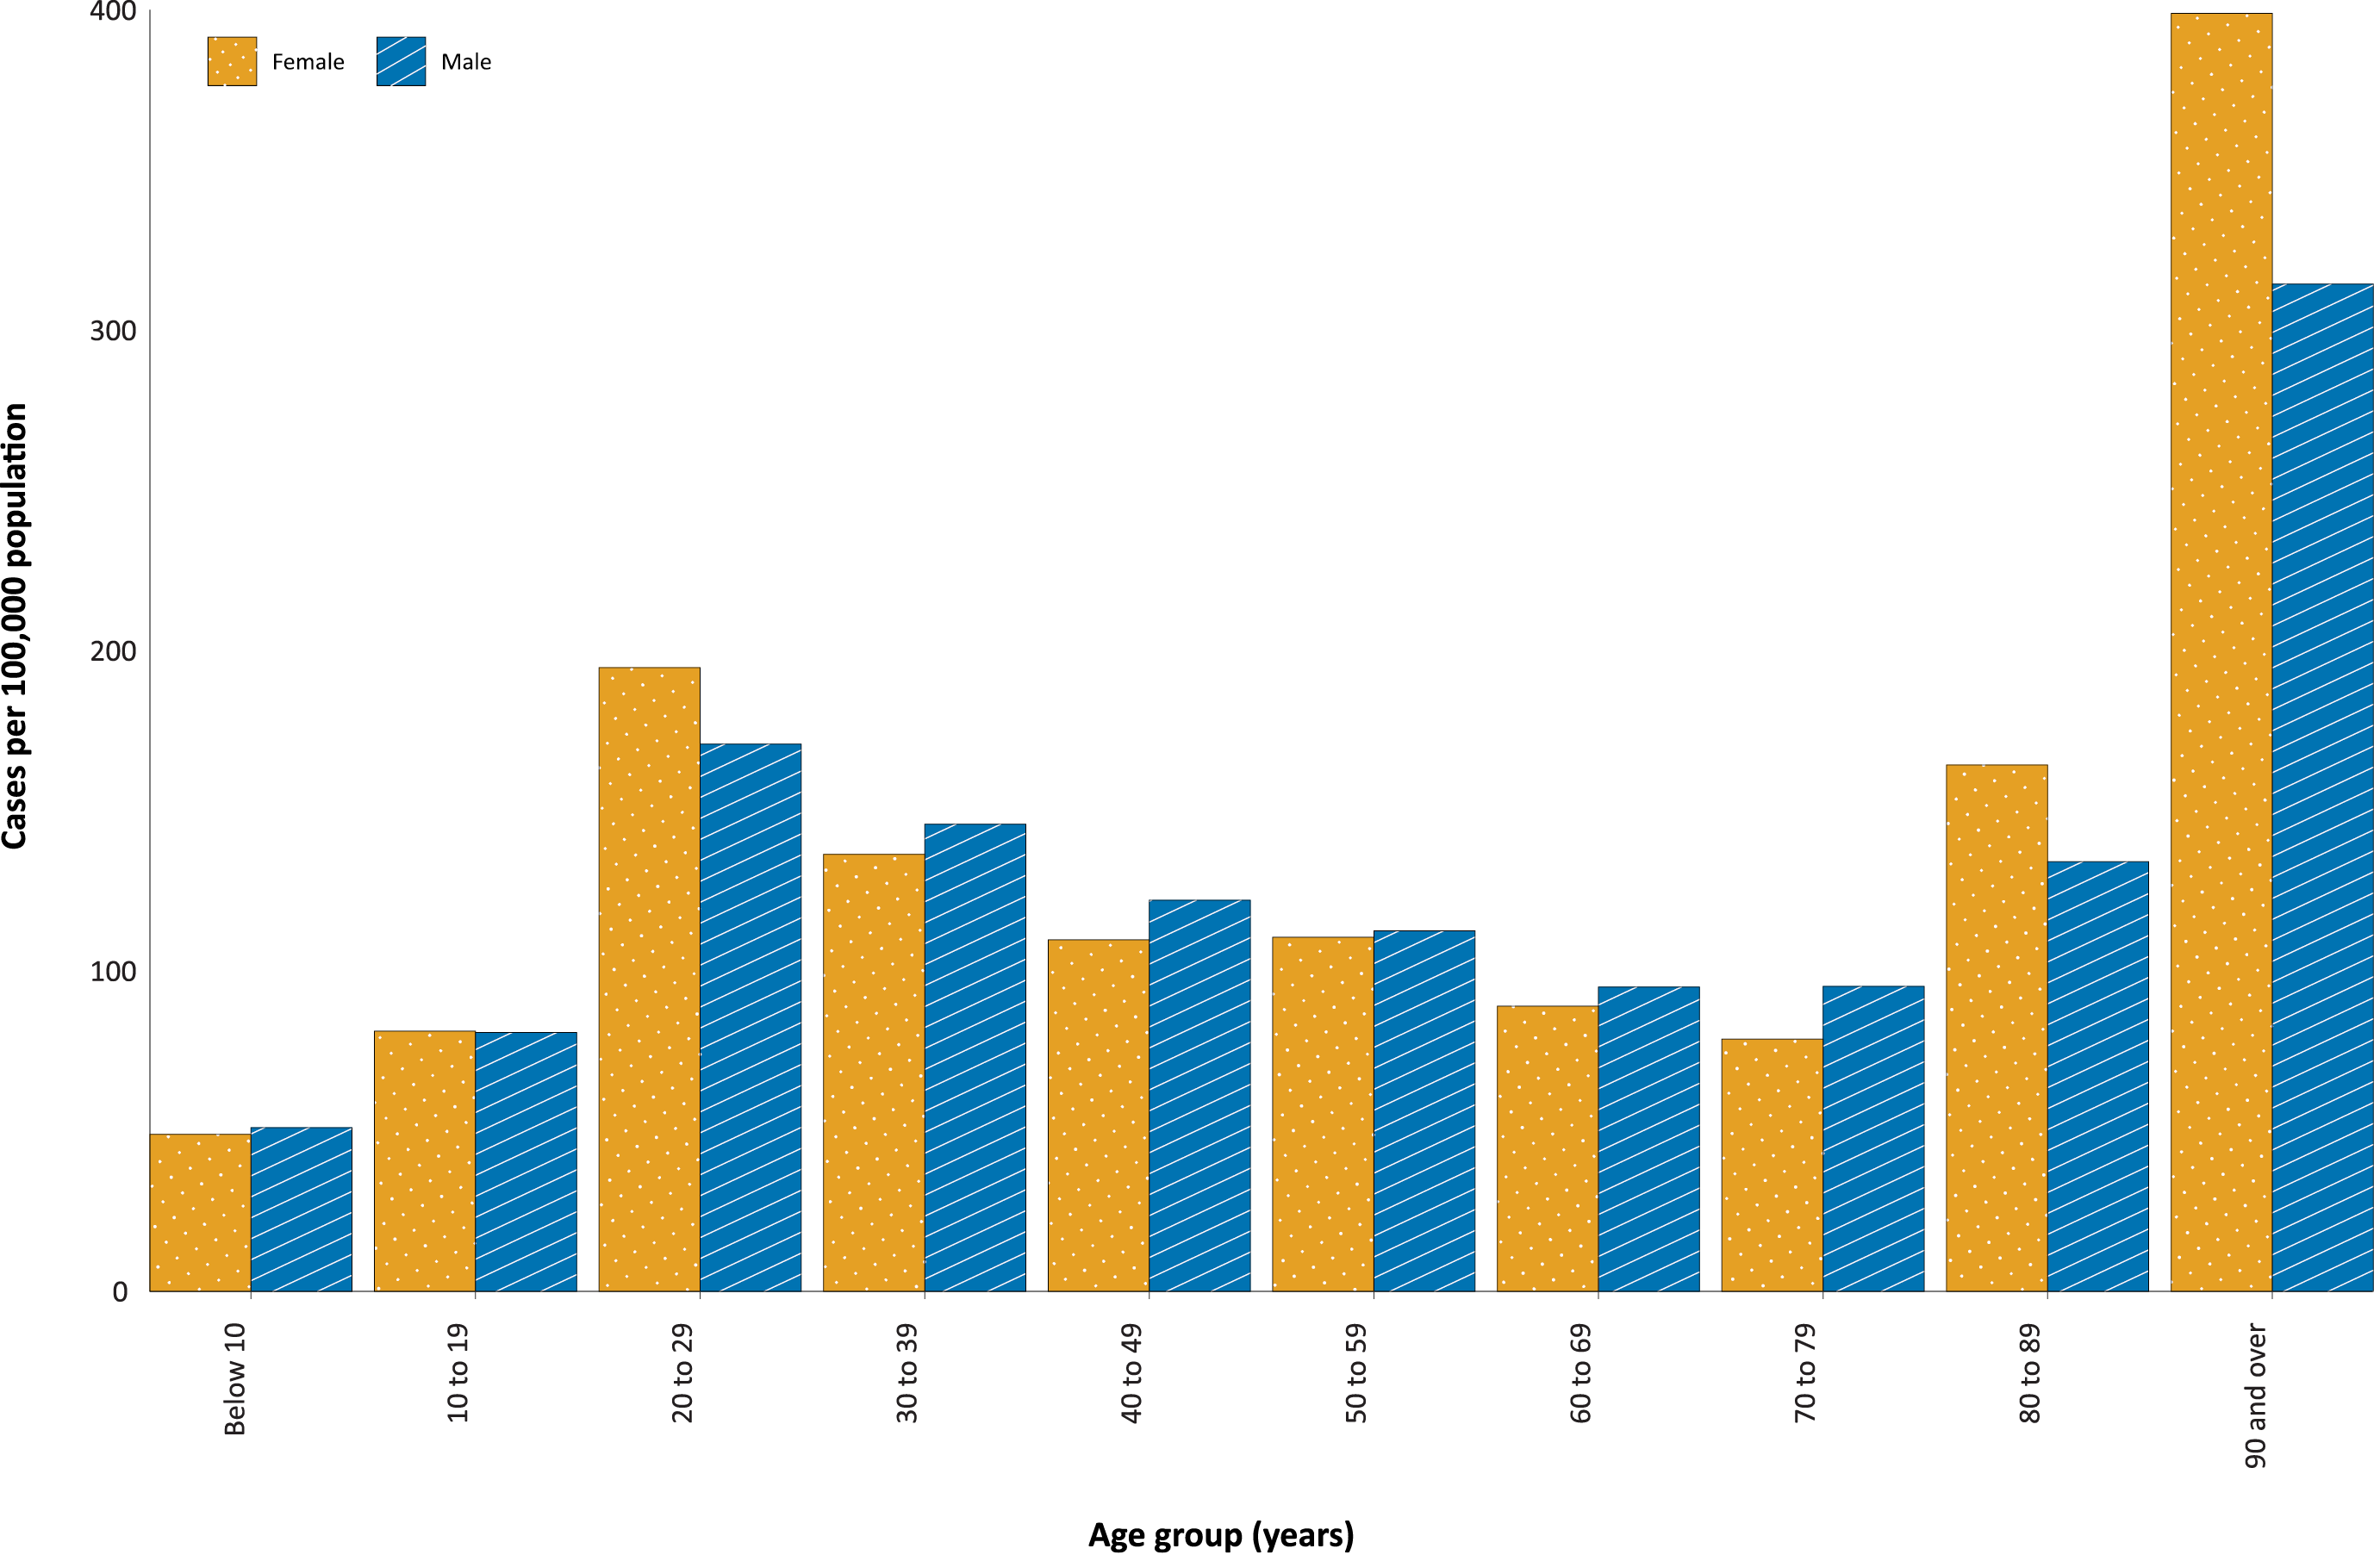 Female
Male
Cases per 100,000 population
400
300
200
100
0
Below 10
10 to 19
20 to 29
30 to 39
40 to 49
50 to 59
60 to 69
70 to 79
80 to 89
90 and over
Age group (years)